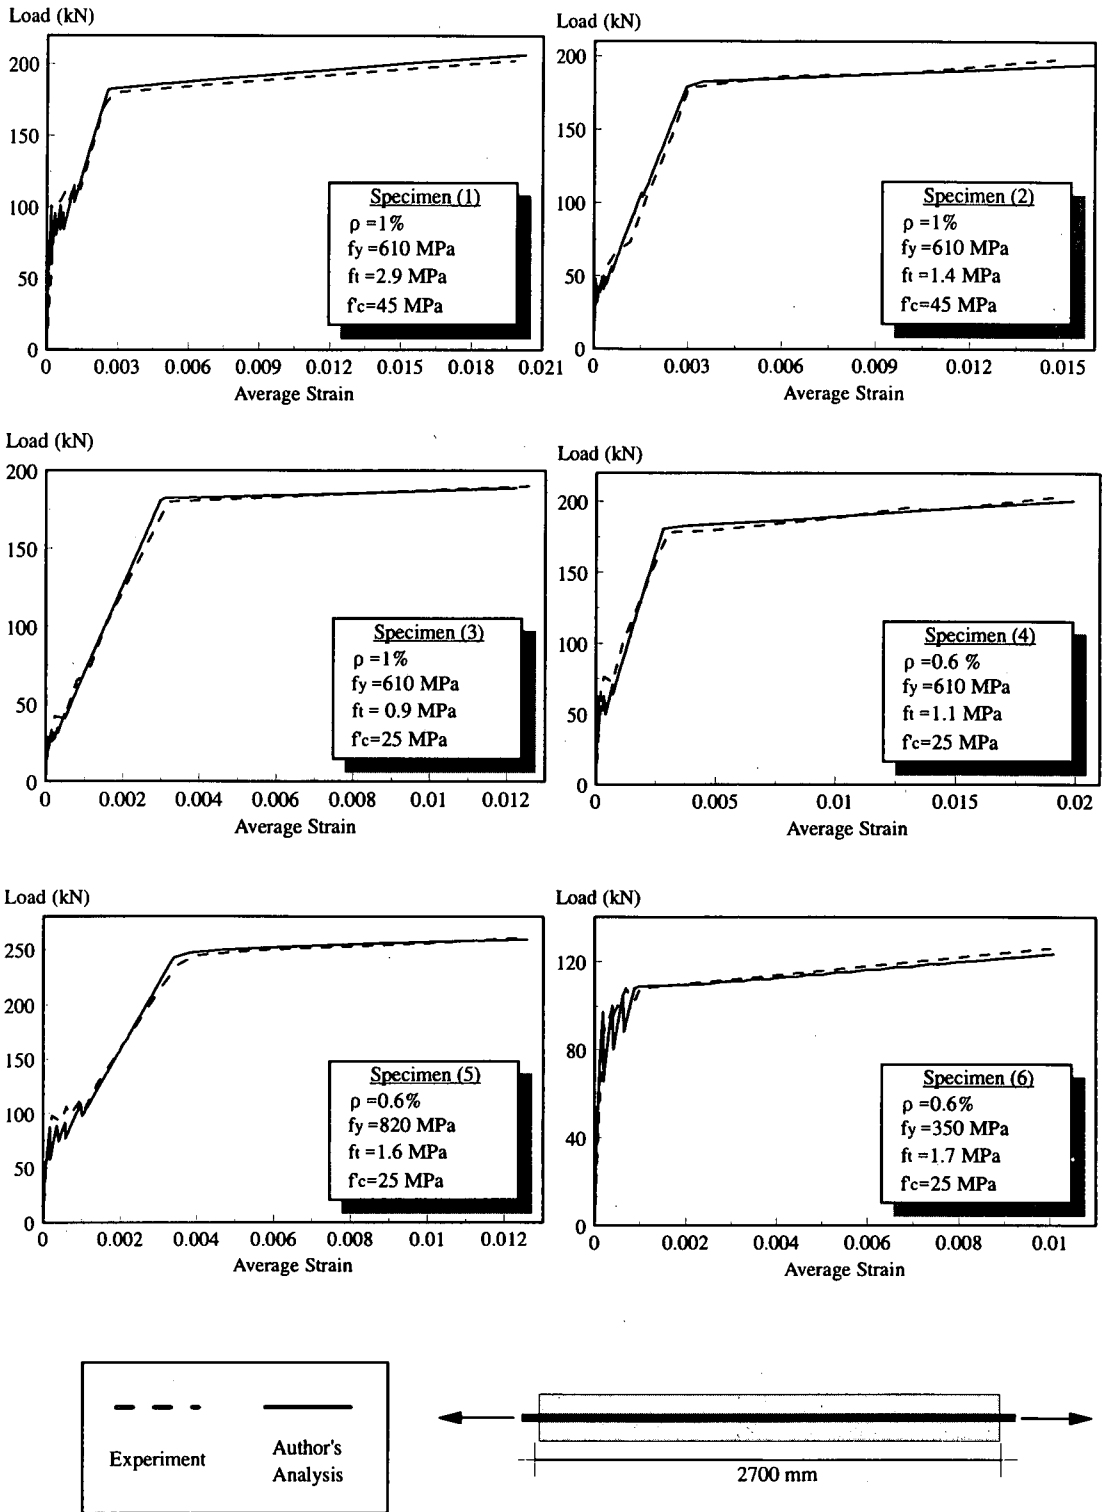 Load (kN)
200
150
100
50
0
Specimen (1)
ρ =1%
fy =610 MPa
ft =2.9 MPa
f'c=45 MPa
0 0.003 0.006 0.009 0.012 0.015 0.018 0.021
Average Strain
Load (kN)
200
150
100
50
0
Specimen (2)
ρ =1%
fy =610 MPa
ft =1.4 MPa
f'c=45 MPa
0 0.003 0.006 0.009 0.012 0.015
Average Strain
Load (kN)
200
150
100
50
0
Specimen (3)
ρ =1%
fy =610 MPa
ft = 0.9 MPa
f'c=25 MPa
0 0.002 0.004 0.006 0.008 0.01 0.012
Average Strain
Load (kN)
200
150
100
50
0
Specimen (4)
ρ =0.6 %
fy =610 MPa
ft =1.1 MPa
f'c=25 MPa
0 0.005 0.01 0.015 0.02
Average Strain
Load (kN)
250
200
150
100
50
0
Specimen (5)
ρ =0.6%
fy =820 MPa
ft =1.6 MPa
f'c=25 MPa
0 0.002 0.004 0.006 0.008 0.01 0.012
Average Strain
Load (kN)
120
80
40
0
Specimen (6)
ρ =0.6%
fy =350 MPa
ft =1.7 MPa
f'c=25 MPa
0 0.002 0.004 0.006 0.008 0.01
Average Strain
Experiment
Author's
Analysis
2700 mm